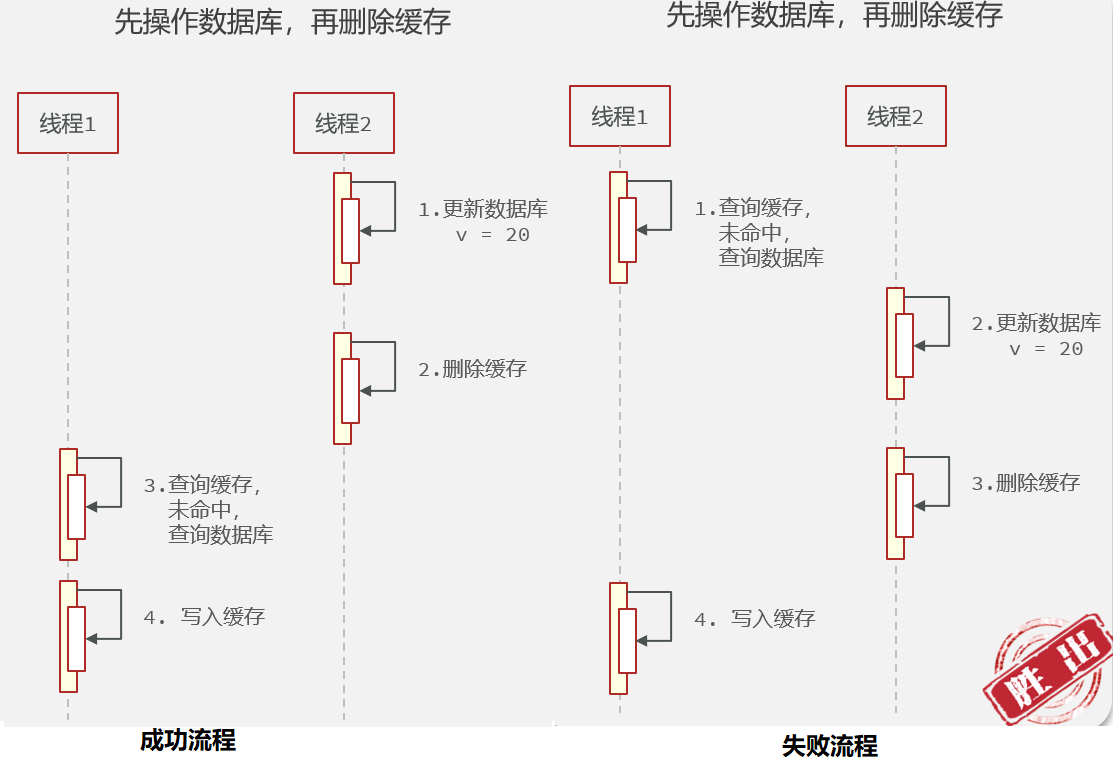 先操作数据库，再删除缓存
线程1
线程2
1.更新数据库
v = 20
2.删除缓存
3.查询缓存，
未命中，
查询数据库
4. 写入缓存
成功流程
先操作数据库，再删除缓存
线程1
线程2
1.查询缓存，
未命中，
查询数据库
2.更新数据库
v = 20
3.删除缓存
4. 写入缓存
胜出
失败流程